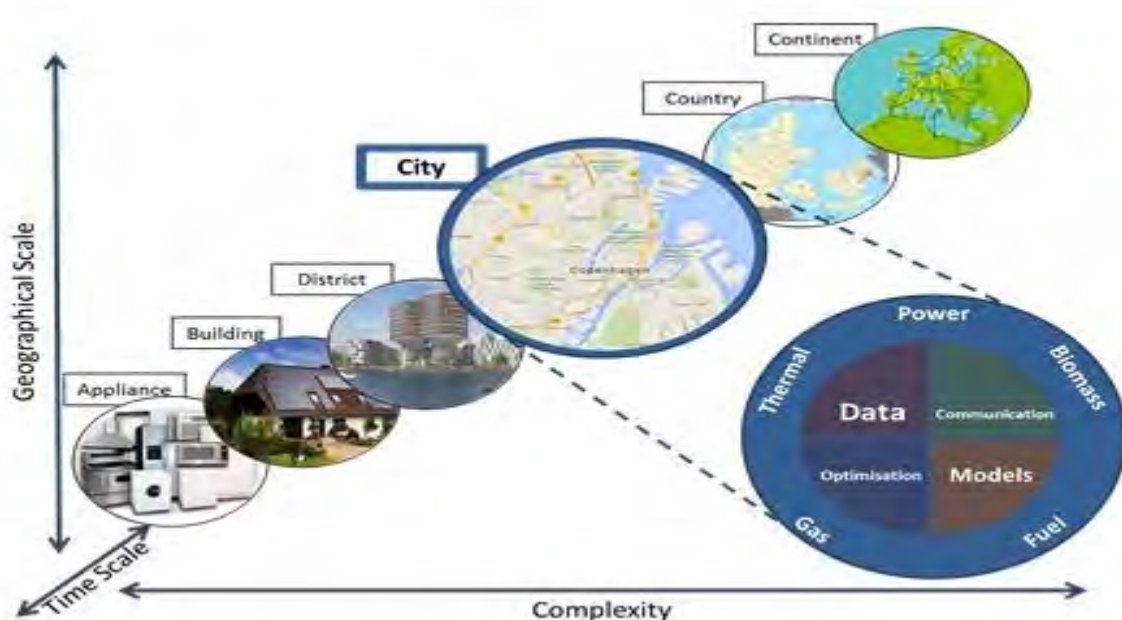 Continent
Country
City
District
Building
Appliance
Copenhagen
Geographical Scale
Time Scale
Complexity
Power
Thermal
Biomass
Data
Communication
Optimisation
Models
Gas
Fuel